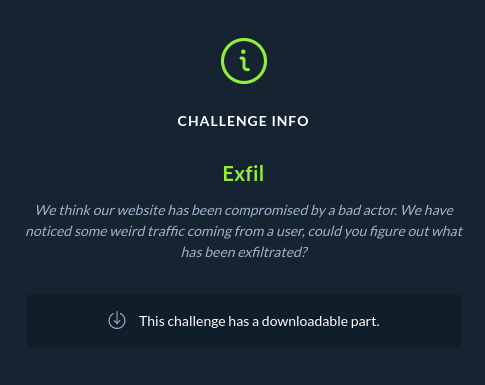 CHALLENGE INFO
Exfil
We think our website has been compromised by a bad actor. We have
noticed some weird traffic coming from a user, could you figure out what
has been exfiltrated?
This challenge has a downloadable part.